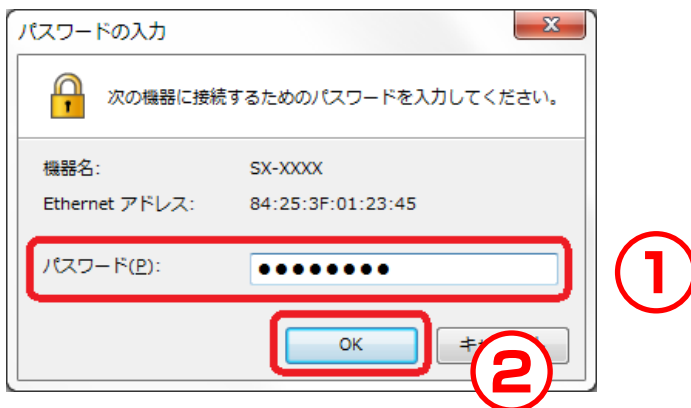 パスワードの入力
次の機器に接続するためのパスワードを入力してください。
機器名: SX-XXXX
Ethernet アドレス: 84:25:3F:01:23:45
パスワード(P): ●●●●●●●●
①
OK
②